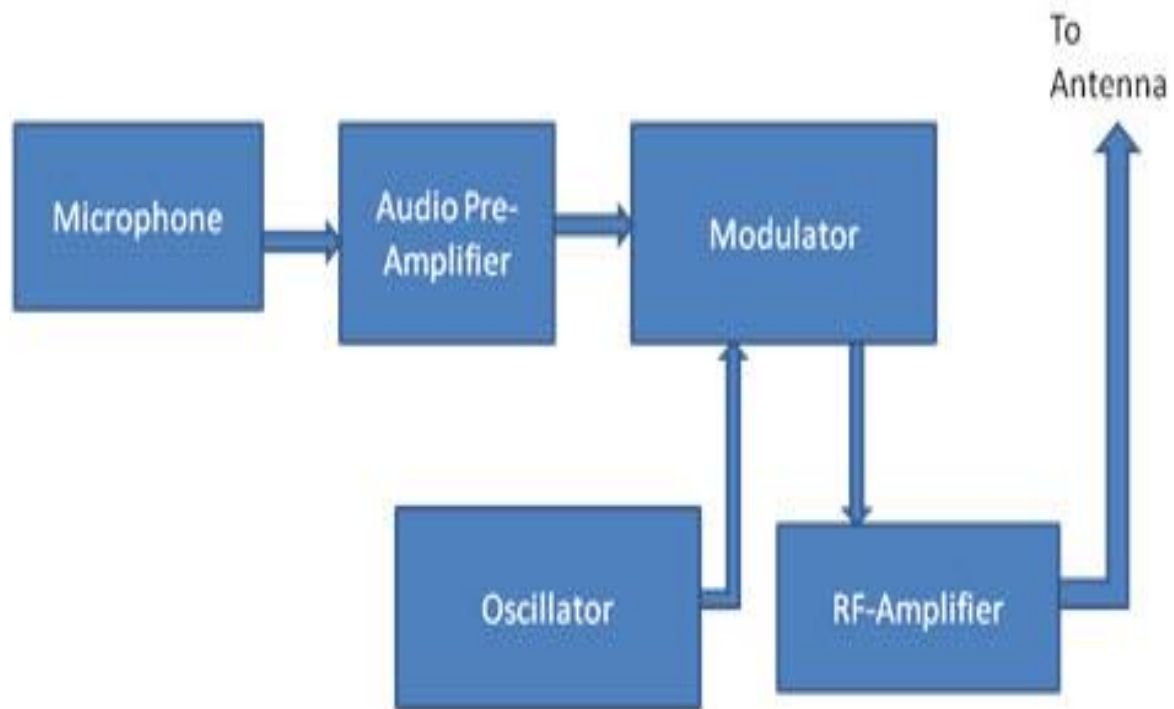 To
Antenna
Microphone
Audio Pre-
Amplifier
Modulator
Oscillator
RF-Amplifier